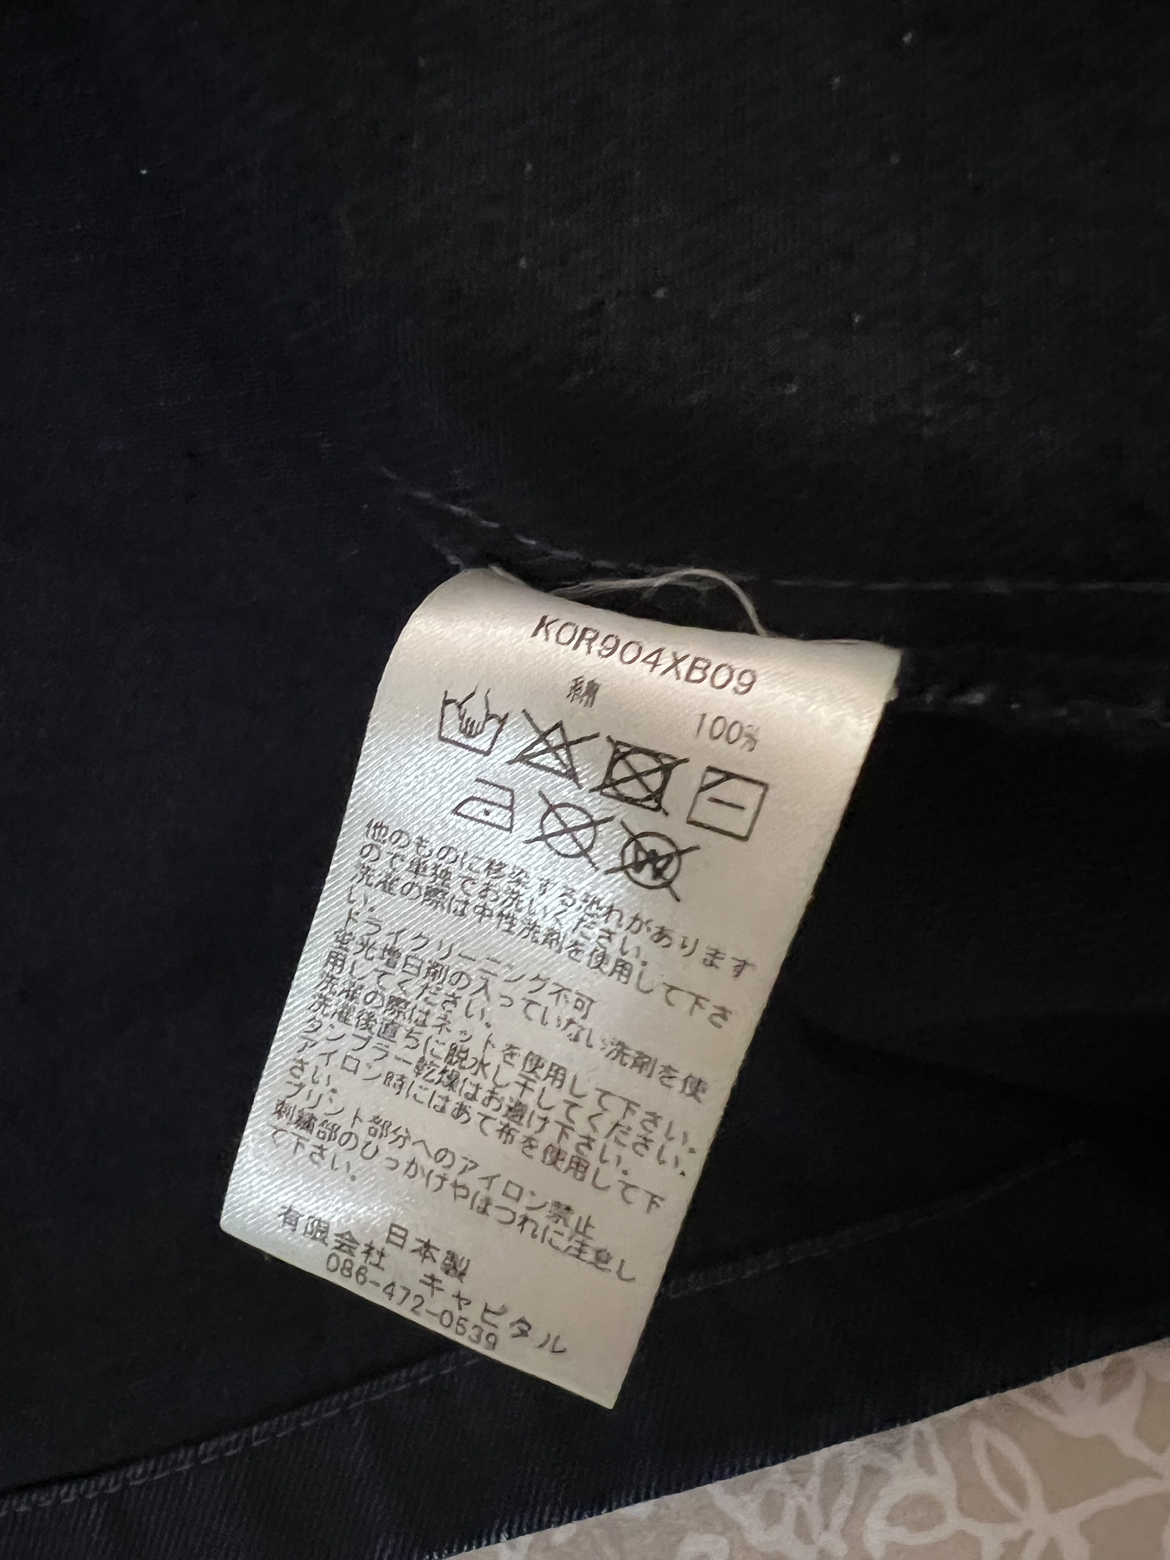 KOR904XB09
綿 100%
他のものに移染する恐れがあります
ので単独でお洗いください。
洗濯の際は中性洗剤を使用して下さ
い。
ドライクリーニング不可
蛍光増白剤の入っていない洗剤を使
用してください。
洗濯の際はネットを使用して下さい。
洗濯後直ちに脱水し干してください。
タンブラー乾燥はお避け下さい。
アイロン時にはあて布を使用して下
さい。
プリント部分へのアイロン禁止
刺繍部のひっかけやほつれに注意し
て下さい。
日本製
有限会社 キャピタル
086-472-0539